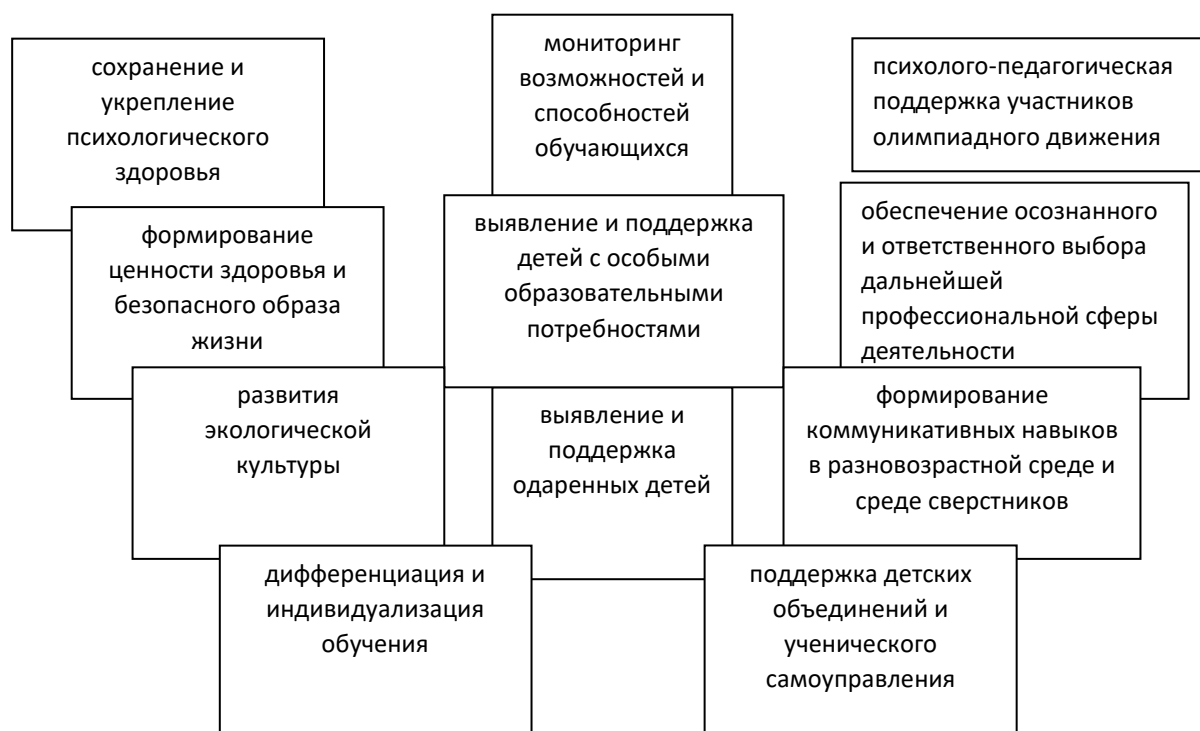 сохранение и
укрепление
психологического
здоровья
мониторинг
возможностей и
способностей
обучающихся
психолого-педагогическая
поддержка участников
олимпиадного движения
формирование
ценности здоровья и
безопасного образа
жизни
выявление и поддержка
детей с особыми
образовательными
потребностями
обеспечение осознанного
и ответственного выбора
дальнейшей
профессиональной сферы
деятельности
развития
экологической
культуры
выявление и
поддержка
одаренных детей
формирование
коммуникативных навыков
в разновозрастной среде и
среде сверстников
дифференциация и
индивидуализация
обучения
поддержка детских
объединений и
ученического
самоуправления